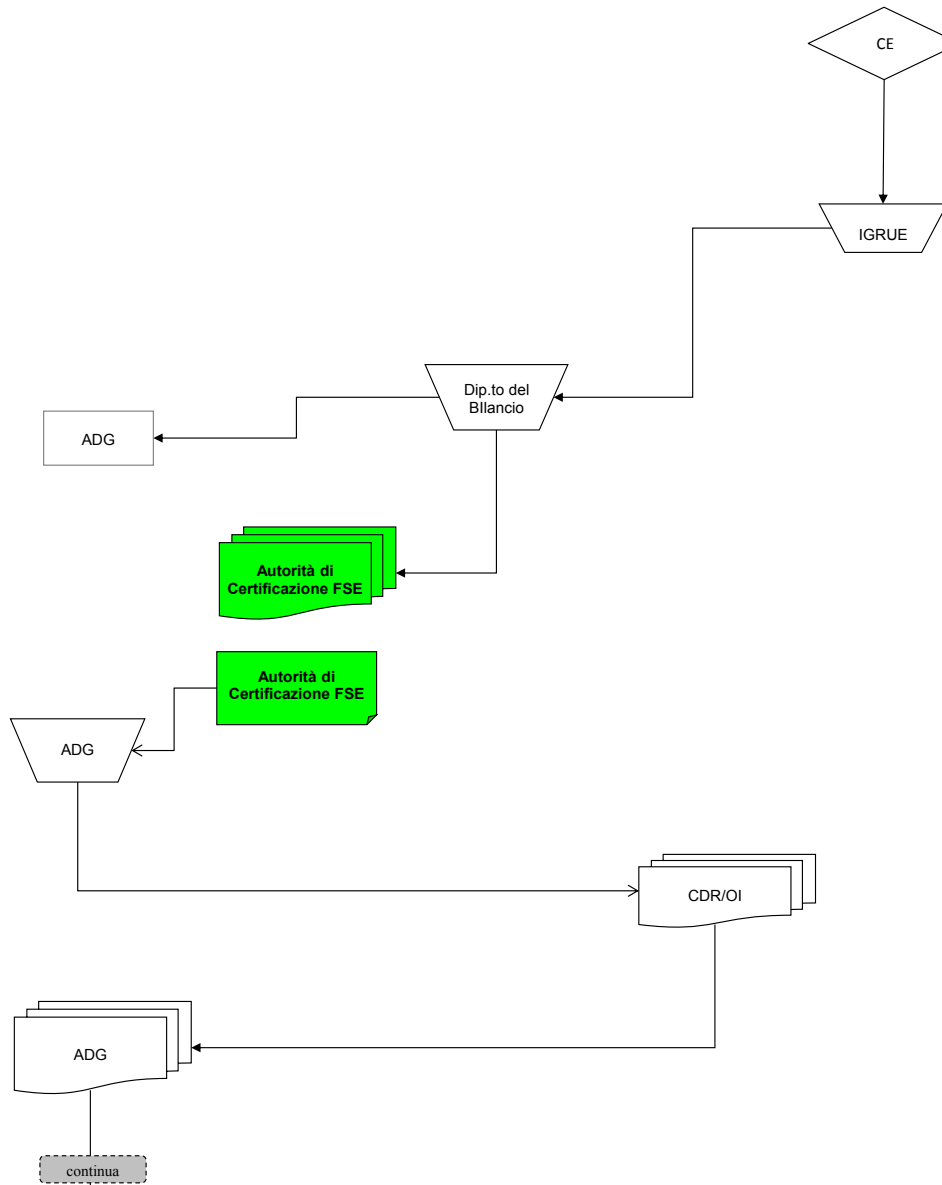 CE
IGRUE
Dip.to del
BIlancio
ADG
Autorità di
Certificazione FSE
Autorità di
Certificazione FSE
ADG
CDR/OI
ADG
continua